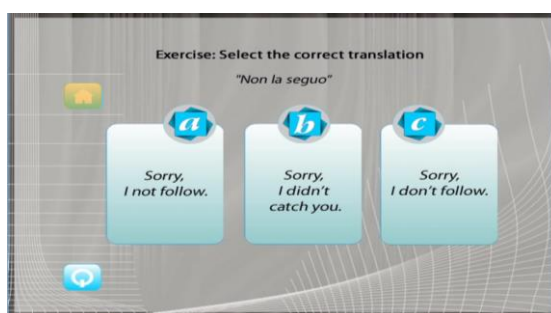 Exercise: Select the correct translation
"Non la seguo"
a
b
c
Sorry,
I not follow.
Sorry,
I didn't
catch you.
Sorry,
I don't follow.